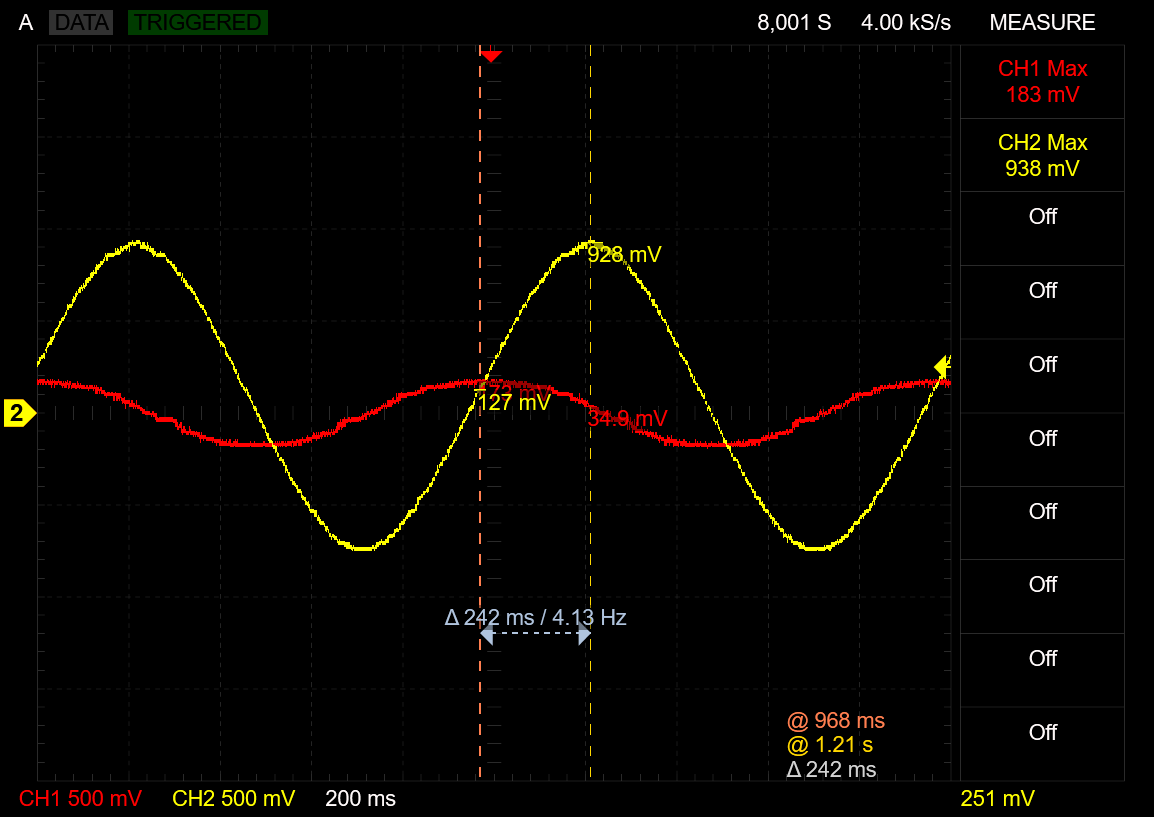 A DATA TRIGGERED 8,001 S 4.00 kS/s MEASURE
CH1 Max
183 mV
CH2 Max
938 mV
Off
Off
Off
Off
Off
Off
Off
Off
928 mV
127 mV
34.9 mV
Δ 242 ms / 4.13 Hz
@ 968 ms
@ 1.21 s
Δ 242 ms
2
CH1 500 mV CH2 500 mV 200 ms 251 mV